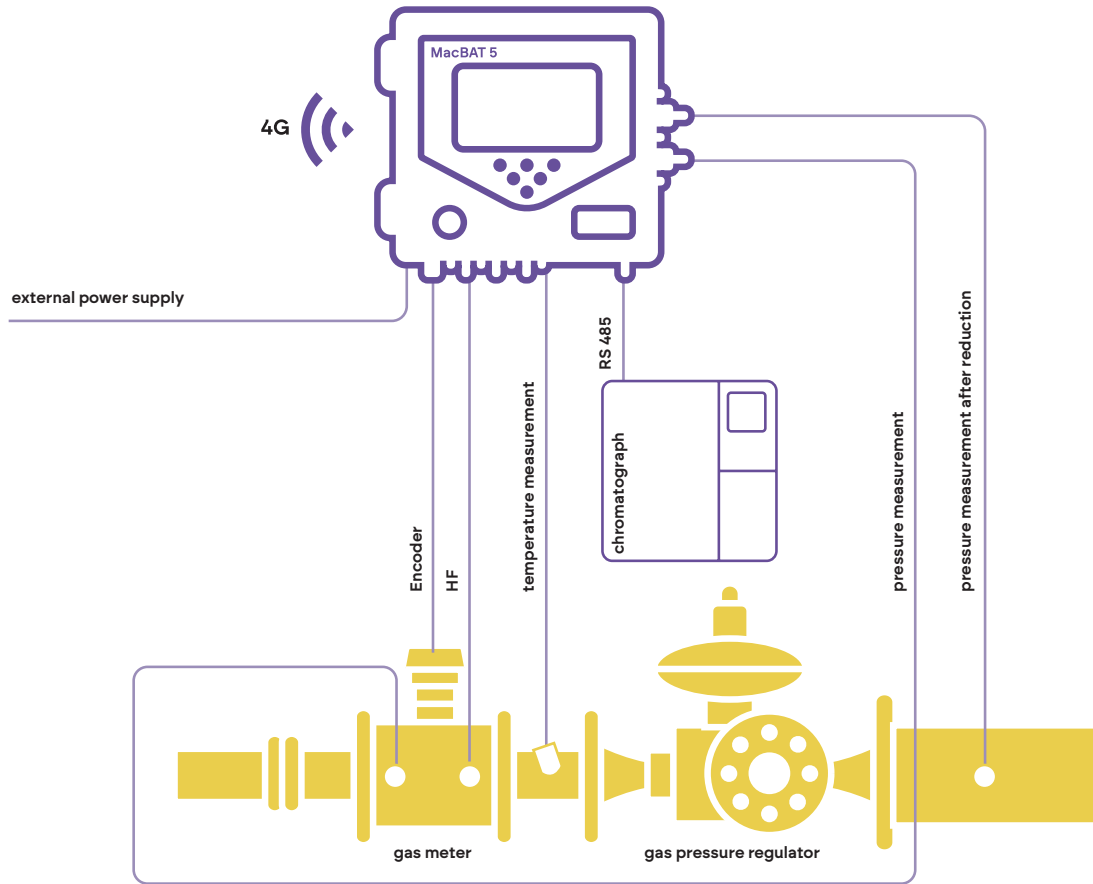 MacBAT 5
4G
external power supply
RS 485
chromatograph
Encoder
HF
temperature measurement
pressure measurement
pressure measurement after reduction
gas meter
gas pressure regulator